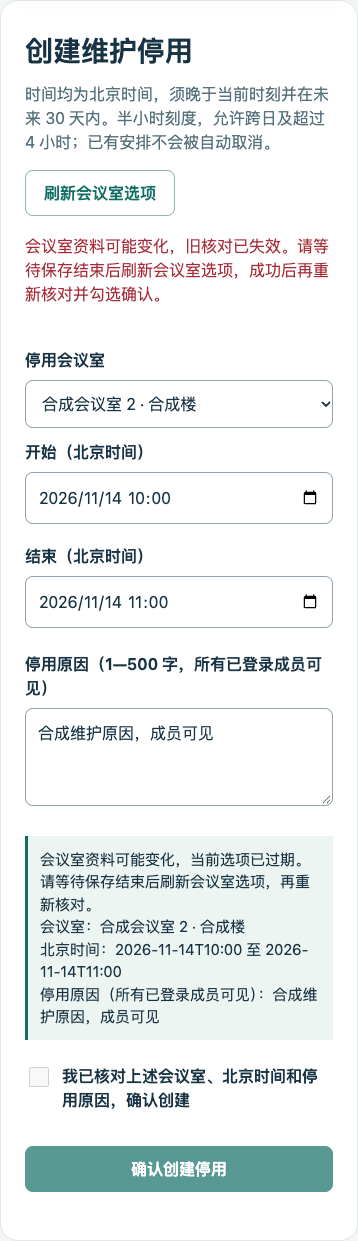 创建维护停用
时间均为北京时间，须晚于当前时刻并在未
来 30 天内。半小时刻度，允许跨日及超过
4 小时；已有安排不会被自动取消。
刷新会议室选项
会议室资料可能变化，旧核对已失效。请等
待保存结束后刷新会议室选项，成功后再重
新核对并勾选确认。
停用会议室
合成会议室 2 · 合成楼
开始（北京时间）
2026/11/14 10:00
结束（北京时间）
2026/11/14 11:00
停用原因（1—500 字，所有已登录成员可
见）
合成维护原因，成员可见
会议室资料可能变化，当前选项已过期。
请等待保存结束后刷新会议室选项，再重
新核对。
会议室：合成会议室 2 · 合成楼
北京时间：2026-11-14T10:00 至 2026-
11-14T11:00
停用原因（所有已登录成员可见）：合成维
护原因，成员可见
我已核对上述会议室、北京时间和停
用原因，确认创建
确认创建停用